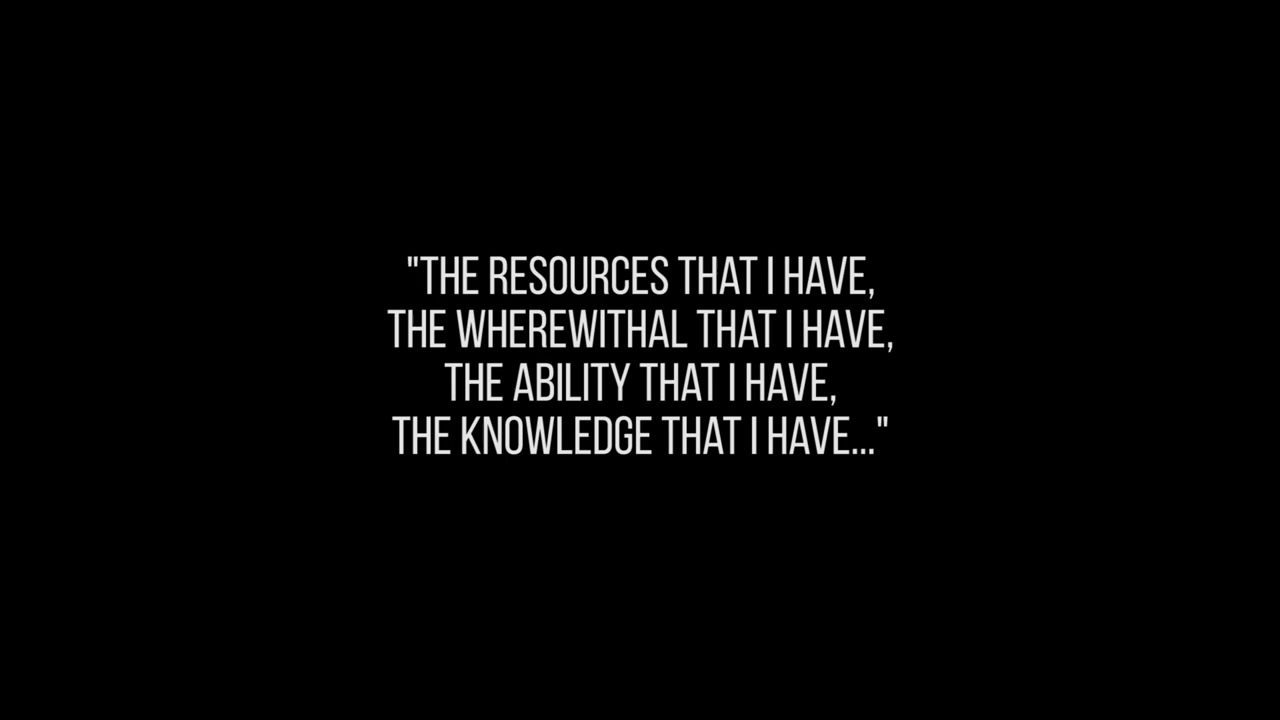 "THE RESOURCES THAT I HAVE,
THE WHEREWITHAL THAT I HAVE,
THE ABILITY THAT I HAVE,
THE KNOWLEDGE THAT I HAVE..."